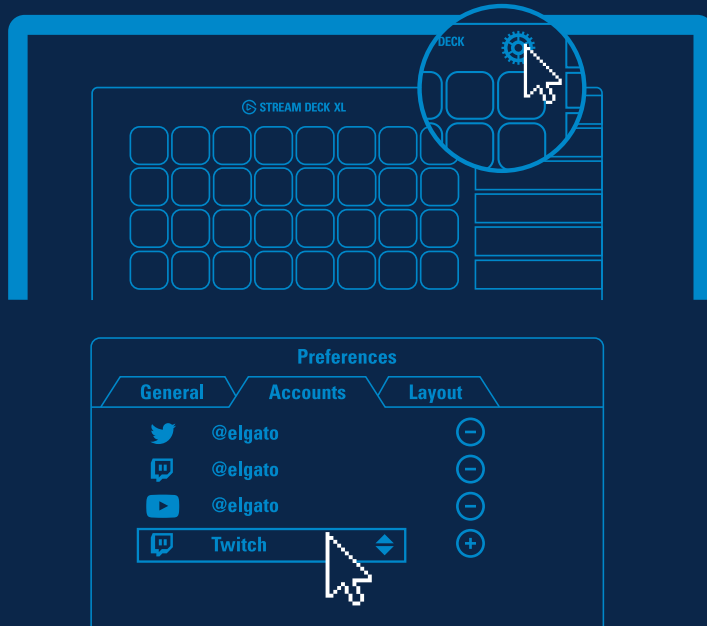 DECK
STREAM DECK XL
Preferences
General Accounts Layout
@elgato
@elgato
@elgato
Twitch